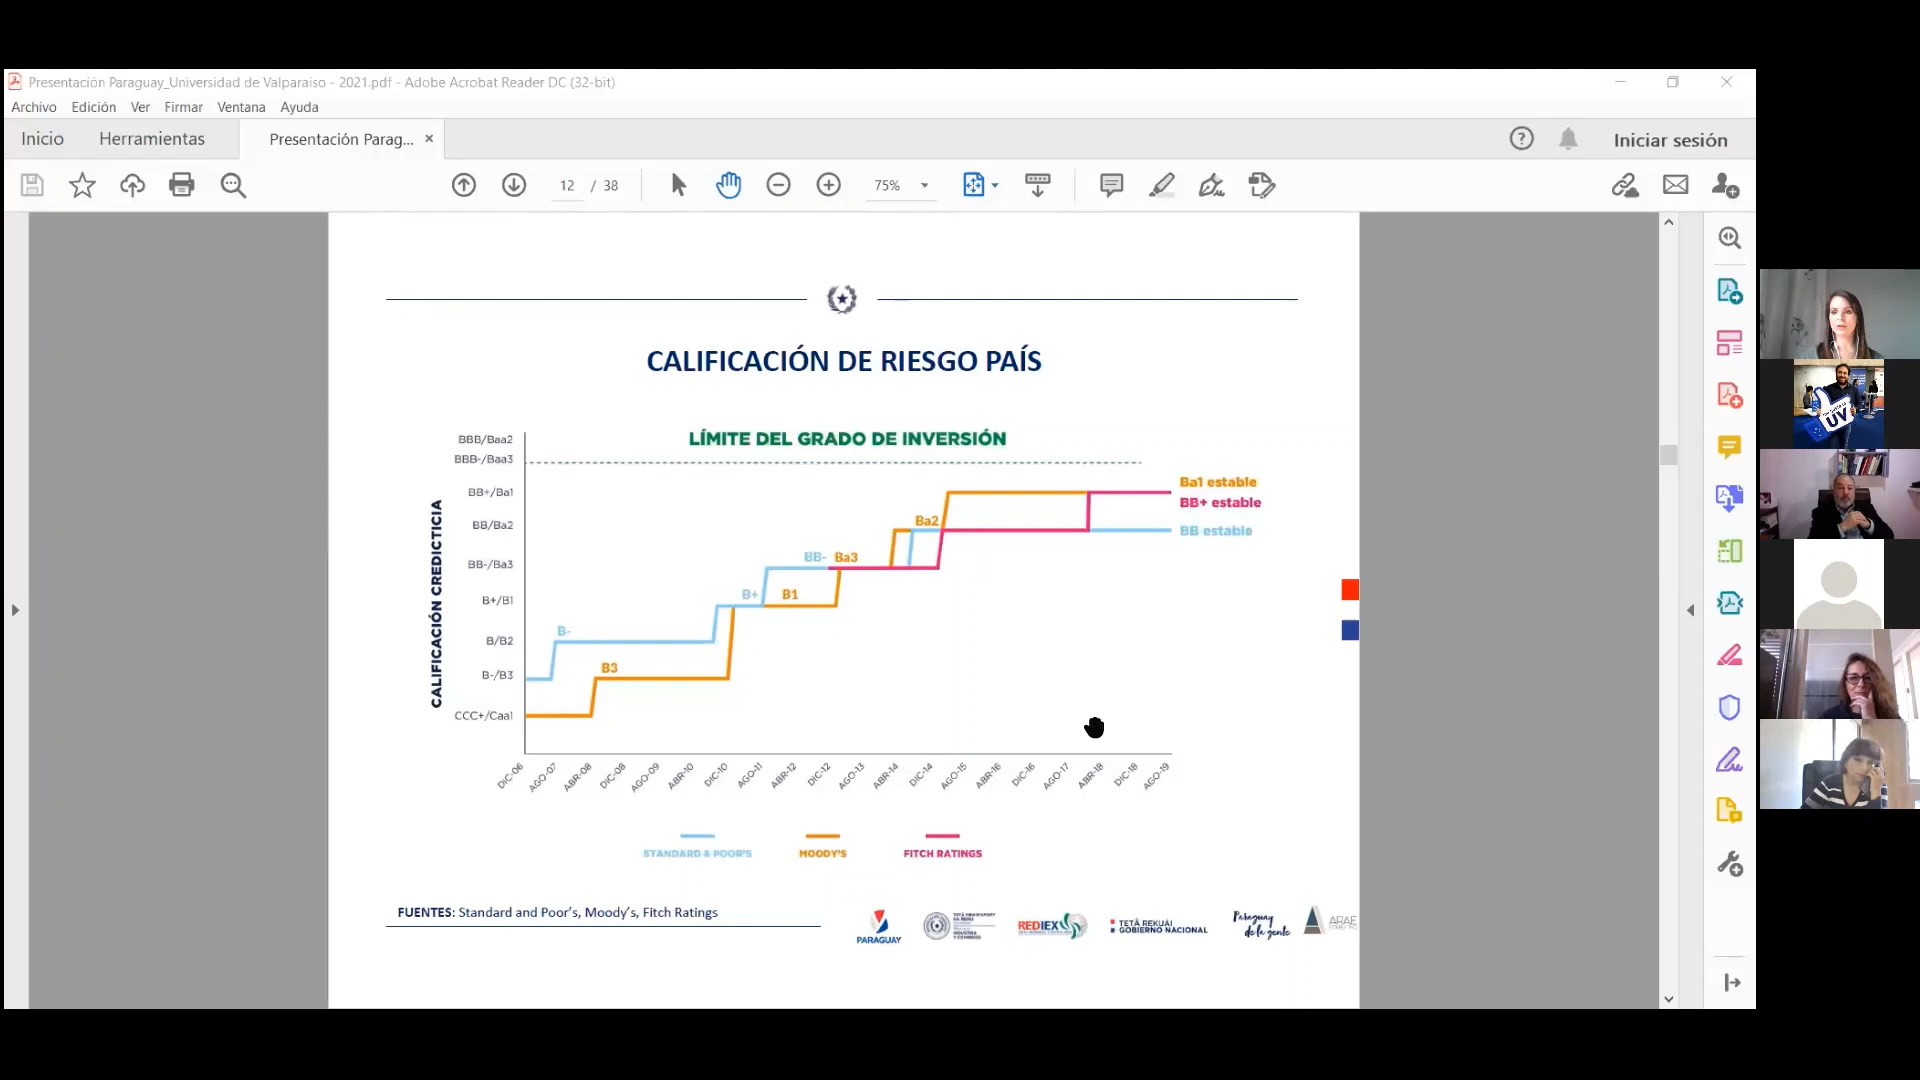 Presentación Paraguay_Universidad de Valparaiso - 2021.pdf - Adobe Acrobat Reader DC (32-bit)
Archivo Edición Ver Firmar Ventana Ayuda
Inicio Herramientas Presentación Parag... × Iniciar sesión
12 / 38 75%
CALIFICACIÓN DE RIESGO PAÍS
LÍMITE DEL GRADO DE INVERSIÓN
CALIFICACIÓN CREDICTICIA
BBB/Baa2
BBB-/Baa3
BB+/Ba1
BB/Ba2
BB-/Ba3
B+/B1
B/B2
B-/B3
CCC+/Caa1
Ba1 estable
BB+ estable
BB estable
Ba2
BB- Ba3
B+ B1
B-
B3
DIC-06 AGO-07 ABR-08 DIC-08 AGO-09 ABR-10 DIC-10 AGO-11 ABR-12 DIC-12 AGO-13 ABR-14 DIC-14 AGO-15 ABR-16 DIC-16 AGO-17 ABR-18 DIC-18 AGO-19
STANDARD & POOR'S MOODY'S FITCH RATINGS
FUENTES: Standard and Poor's, Moody's, Fitch Ratings
PARAGUAY
REDIEX
TETÃ REKUÁI
GOBIERNO NACIONAL
Paraguay
de la gente
ARAE
UV